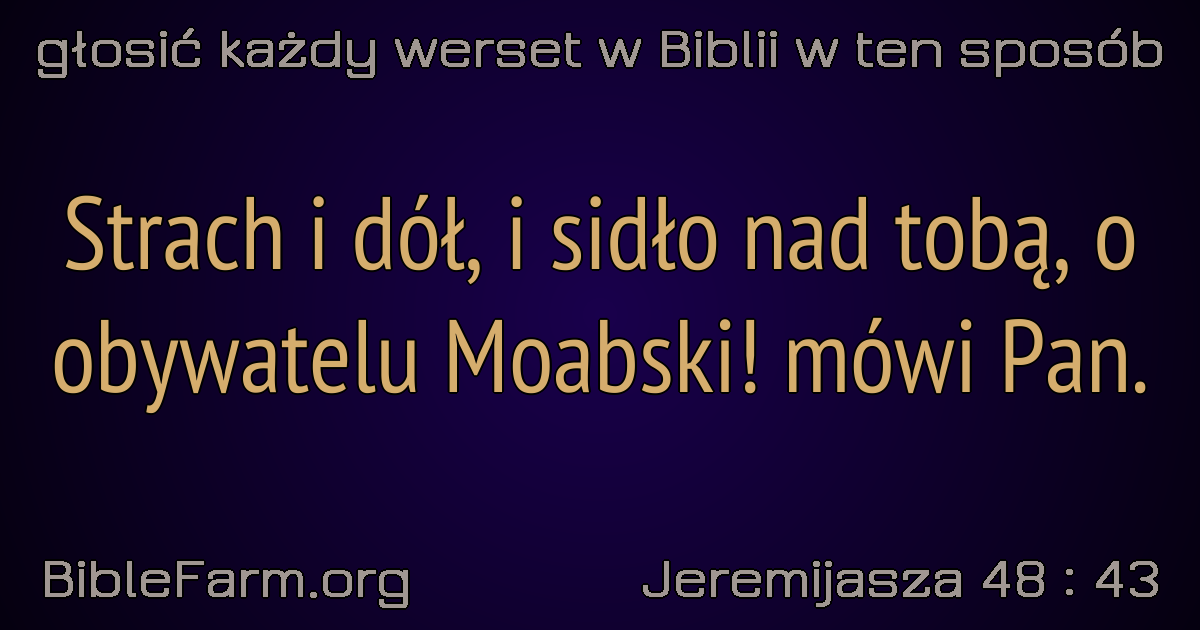 głosić każdy werset w Biblii w ten sposób
Strach i dół, i sidło nad tobą, o
obywatelu Moabski! mówi Pan.
BibleFarm.org
Jeremijasza 48 : 43